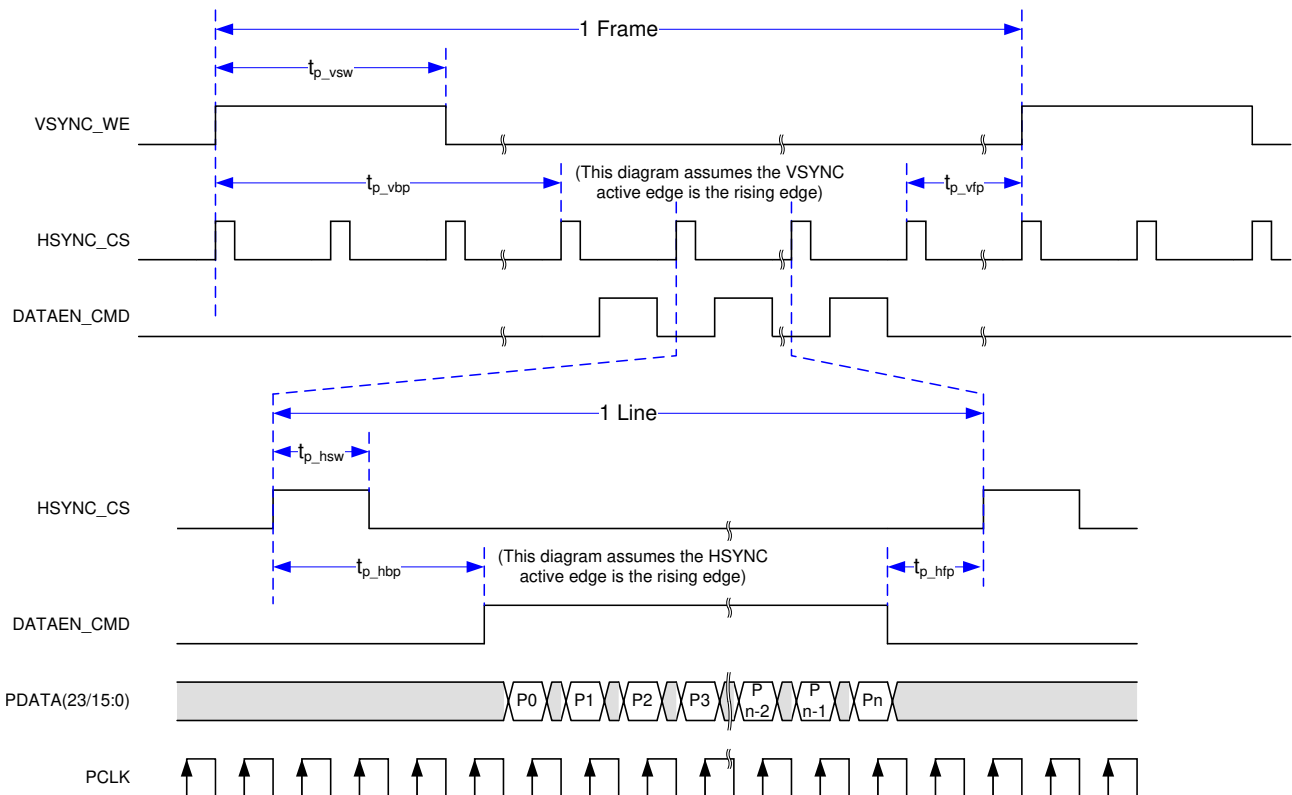 1 Frame
tp_vsw
VSYNC_WE
tp_vbp
(This diagram assumes the VSYNC
active edge is the rising edge)
tp_vfp
HSYNC_CS
DATAEN_CMD
1 Line
tp_hsw
HSYNC_CS
tp_hbp
(This diagram assumes the HSYNC
active edge is the rising edge)
tp_hfp
DATAEN_CMD
PDATA(23/15:0)
P0
P1
P2
P3
P
n-2
P
n-1
Pn
PCLK